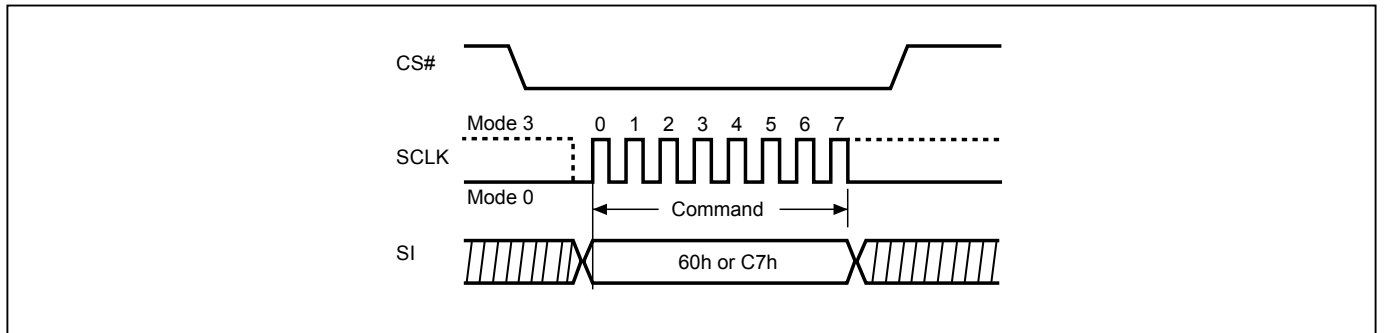 CS#
Mode 3 0 1 2 3 4 5 6 7
SCLK
Mode 0
Command
SI
60h or C7h